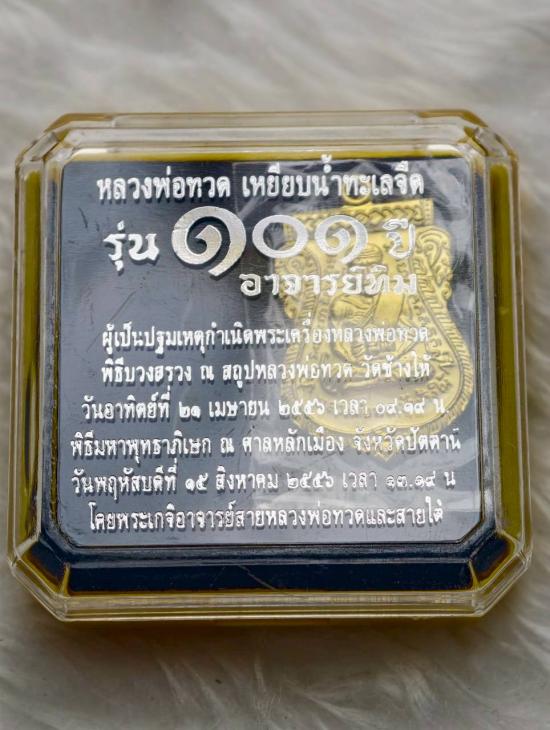 หลวงพ่อทวด เหยียบน้ำทะเลจืด
รุ่น ๑๐๑ ปี
อาจารย์ทิม
ผู้เป็นปฐมเหตุกำเนิดพระเครื่องหลวงพ่อทวด
พิธีบวงสรวง ณ สถูปหลวงพ่อทวด วัดช้างให้
วันอาทิตย์ที่ ๒๑ เมษายน ๒๕๕๖ เวลา ๐๙.๑๙ น.
พิธีมหาพุทธาภิเษก ณ ศาลหลักเมือง จังหวัดปัตตานี
วันพฤหัสบดีที่ ๑๕ สิงหาคม ๒๕๕๖ เวลา ๑๓.๑๙ น
โดยพระเกจิอาจารย์สายหลวงพ่อทวดและสายใต้